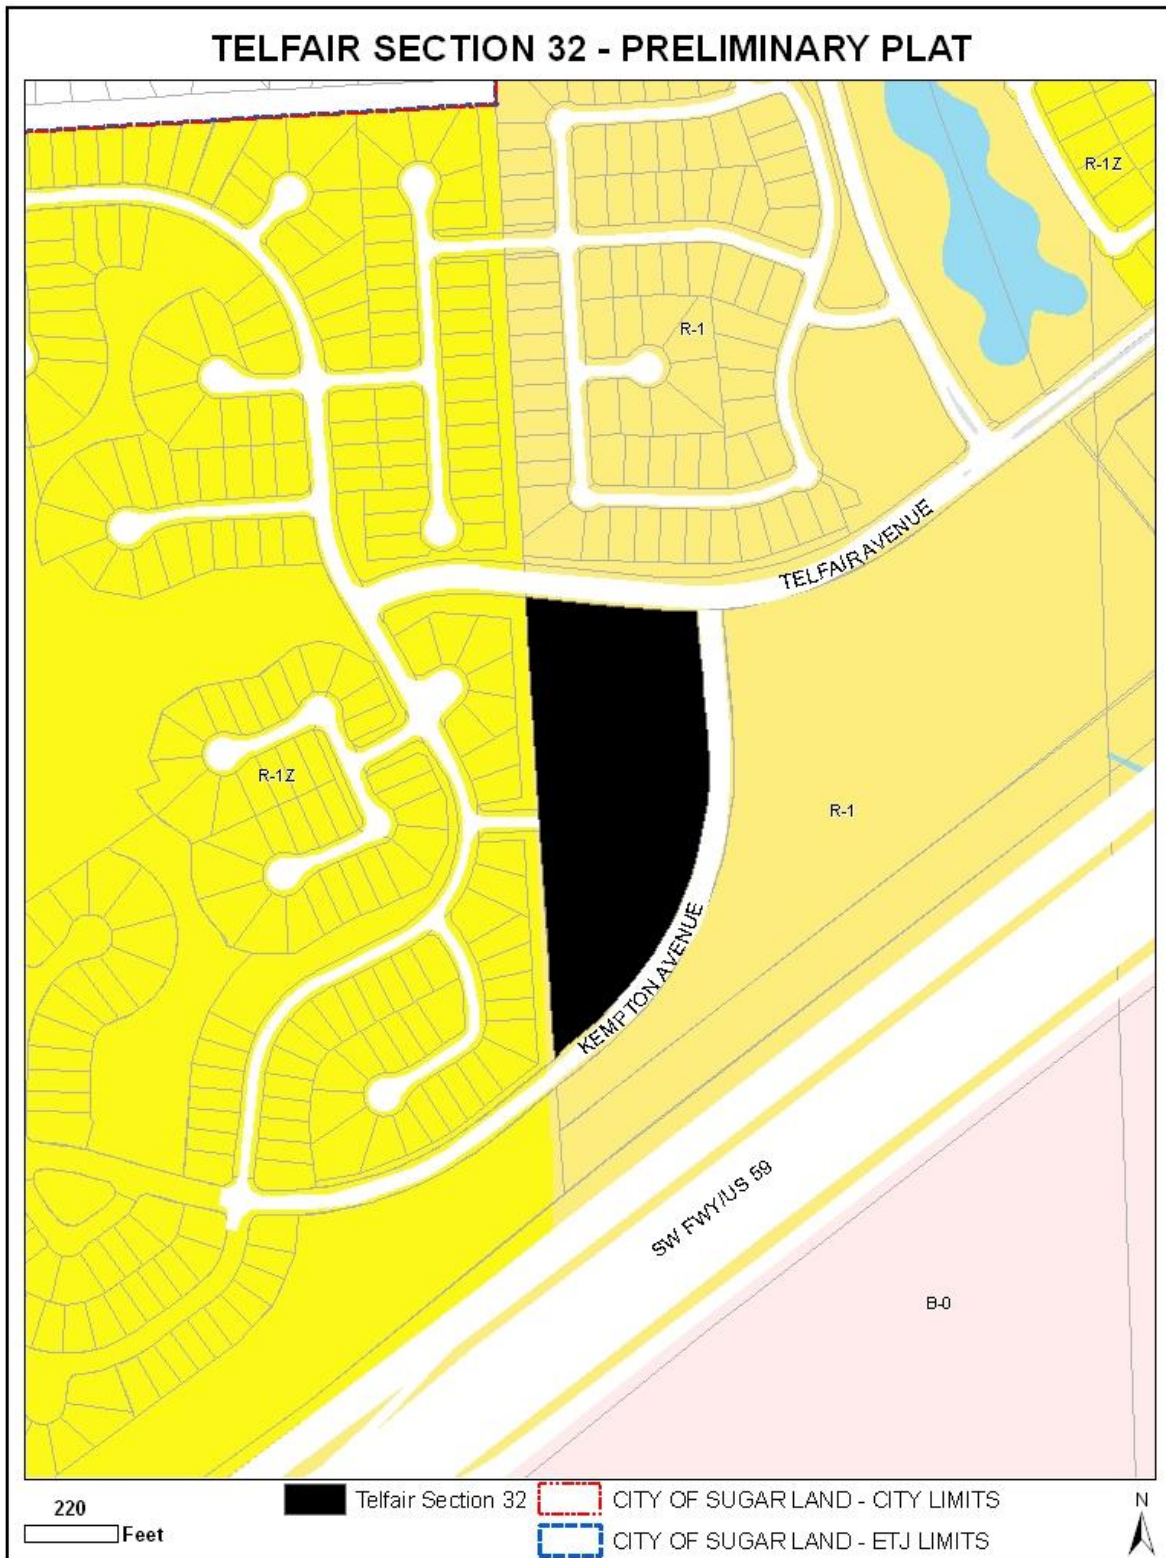 TELFAIR SECTION 32 - PRELIMINARY PLAT
R-1Z
R-1
TELFAIR AVENUE
R-1Z
R-1
KEMPTON AVENUE
SW FWY/US 59
B-0
220
Feet
Telfair Section 32
CITY OF SUGAR LAND - CITY LIMITS
CITY OF SUGAR LAND - ETJ LIMITS
N